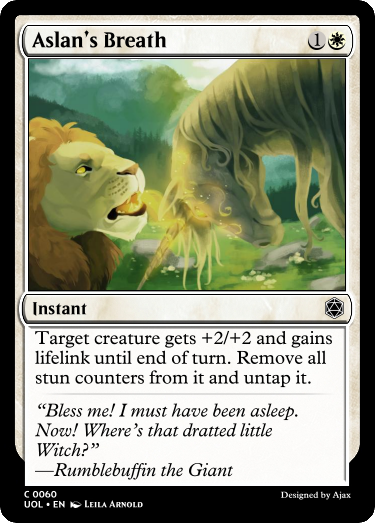 Aslan's Breath 1
Instant
Target creature gets +2/+2 and gains
lifelink until end of turn. Remove all
stun counters from it and untap it.
“Bless me! I must have been asleep.
Now! Where's that dratted little
Witch?”
—Rumblebuffin the Giant
C 0060
UOL • EN Leila Arnold
Designed by Ajax